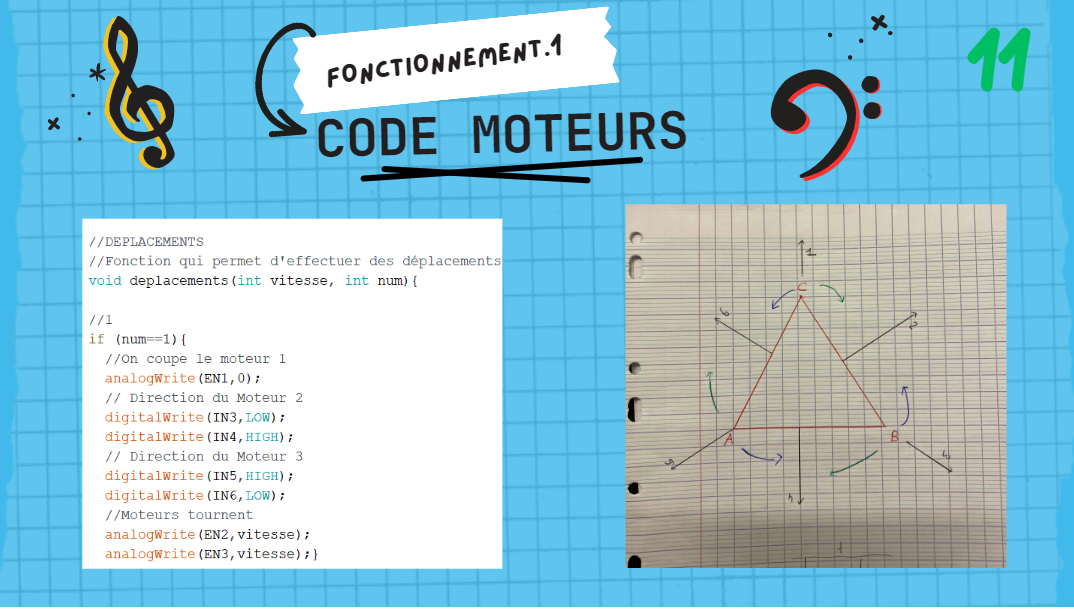 FONCTIONNEMENT.1
11
CODE MOTEURS
//DEPLACEMENTS
//Fonction qui permet d'effectuer des déplacements
void deplacements(int vitesse, int num){
//1
if (num==1){
//On coupe le moteur 1
analogWrite(EN1,0);
// Direction du Moteur 2
digitalWrite(IN3,LOW);
digitalWrite(IN4,HIGH);
// Direction du Moteur 3
digitalWrite(IN5,HIGH);
digitalWrite(IN6,LOW);
//Moteurs tournent
analogWrite(EN2,vitesse);
analogWrite(EN3,vitesse);}
1
C
6
2
A
B
5
3
4